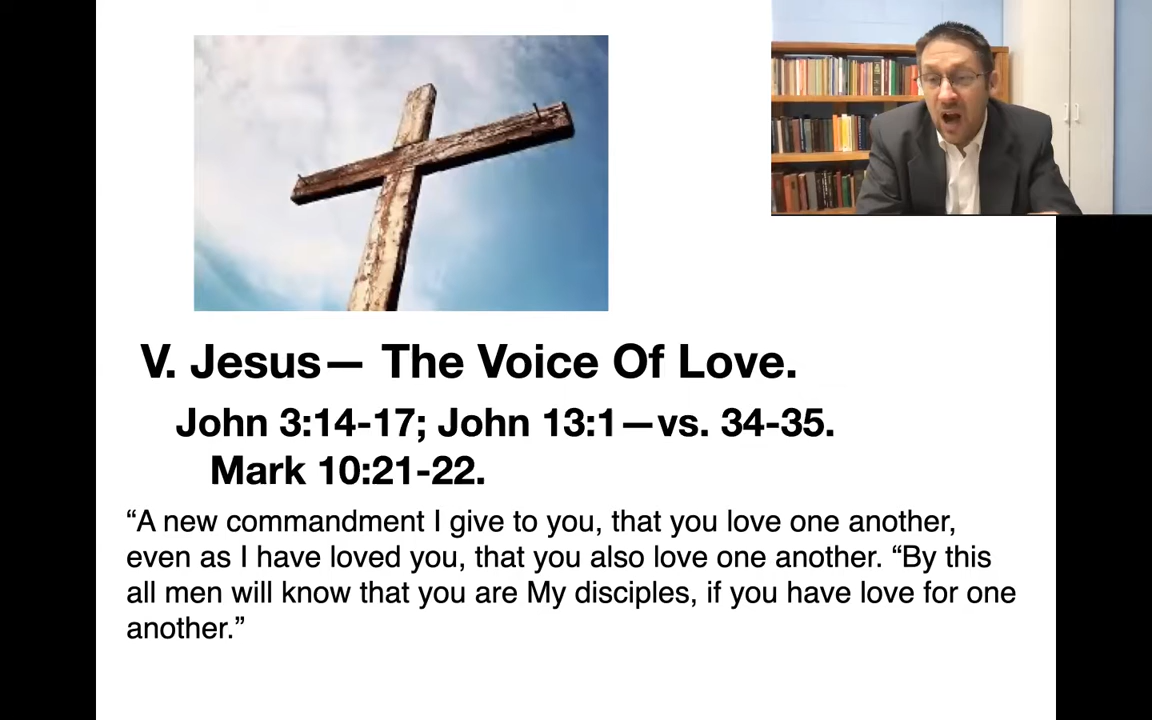 V. Jesus— The Voice Of Love.
John 3:14-17; John 13:1—vs. 34-35.
Mark 10:21-22.
“A new commandment I give to you, that you love one another,
even as I have loved you, that you also love one another. “By this
all men will know that you are My disciples, if you have love for one
another.”